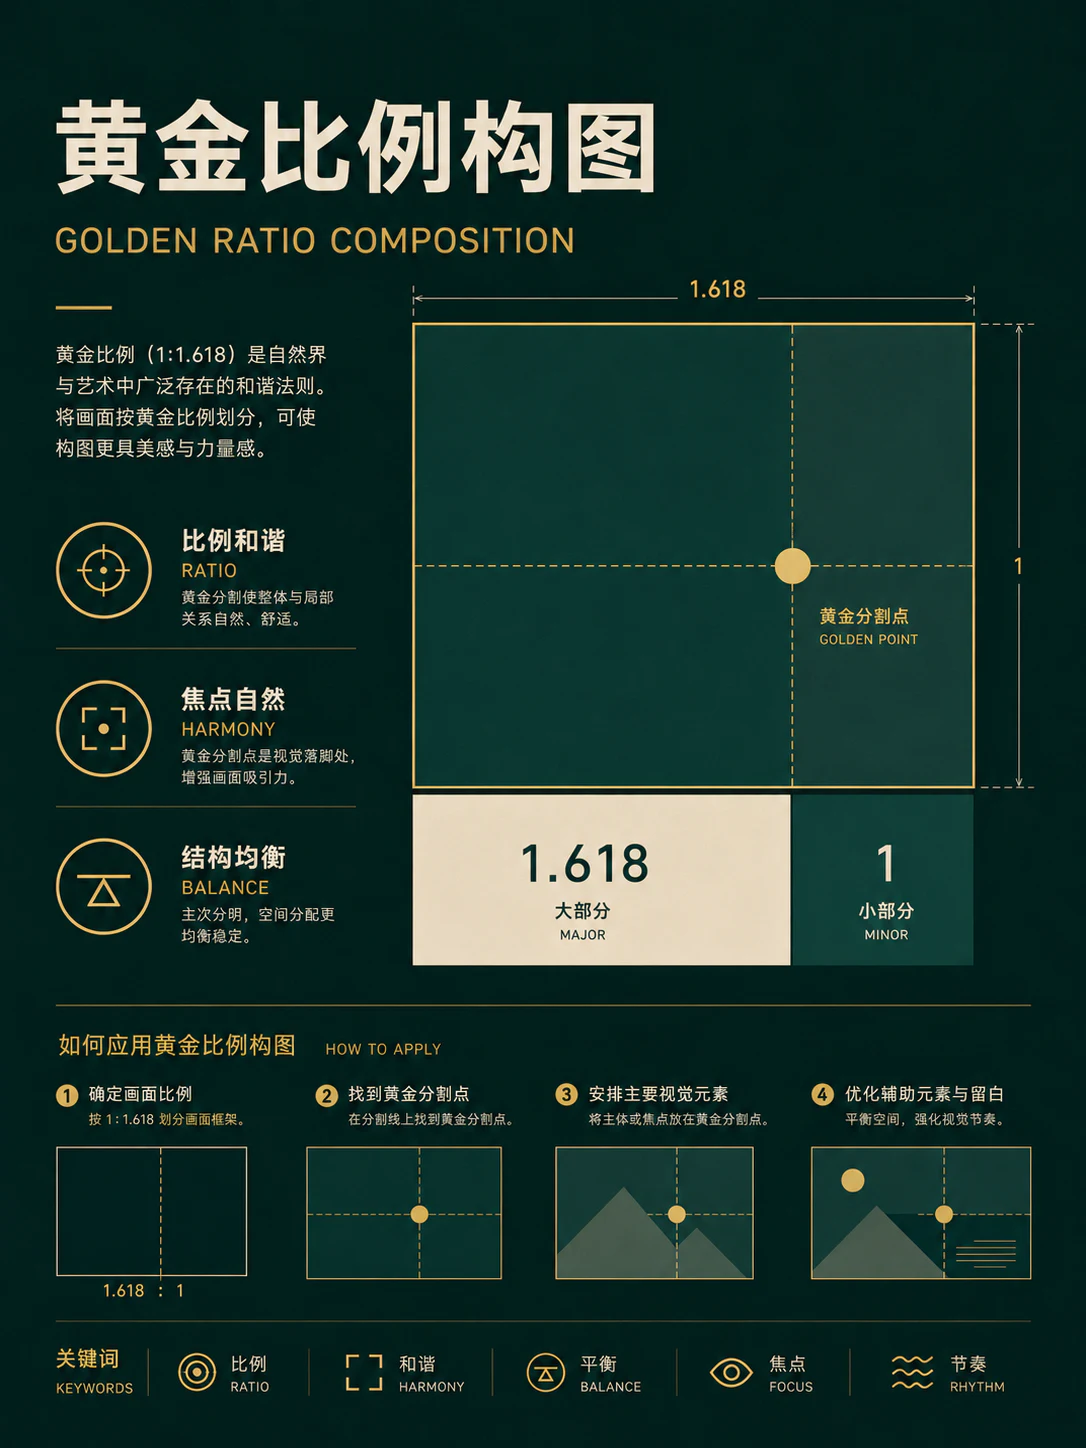 黄金比例构图
GOLDEN RATIO COMPOSITION
黄金比例（1:1.618）是自然界
与艺术中广泛存在的和谐法则。
将画面按黄金比例划分，可使
构图更具美感与力量感。
比例和谐
RATIO
黄金分割使整体与局部
关系自然、舒适。
焦点自然
HARMONY
黄金分割点是视觉落脚处，
增强画面吸引力。
结构均衡
BALANCE
主次分明，空间分配更
均衡稳定。
1.618
1
黄金分割点
GOLDEN POINT
1.618
大部分
MAJOR
1
小部分
MINOR
如何应用黄金比例构图 HOW TO APPLY
1 确定画面比例
按 1:1.618 划分画面框架。
1.618 : 1
2 找到黄金分割点
在分割线上找到黄金分割点。
3 安排主要视觉元素
将主体或焦点放在黄金分割点。
4 优化辅助元素与留白
平衡空间，强化视觉节奏。
关键词
KEYWORDS
比例
RATIO
和谐
HARMONY
平衡
BALANCE
焦点
FOCUS
节奏
RHYTHM